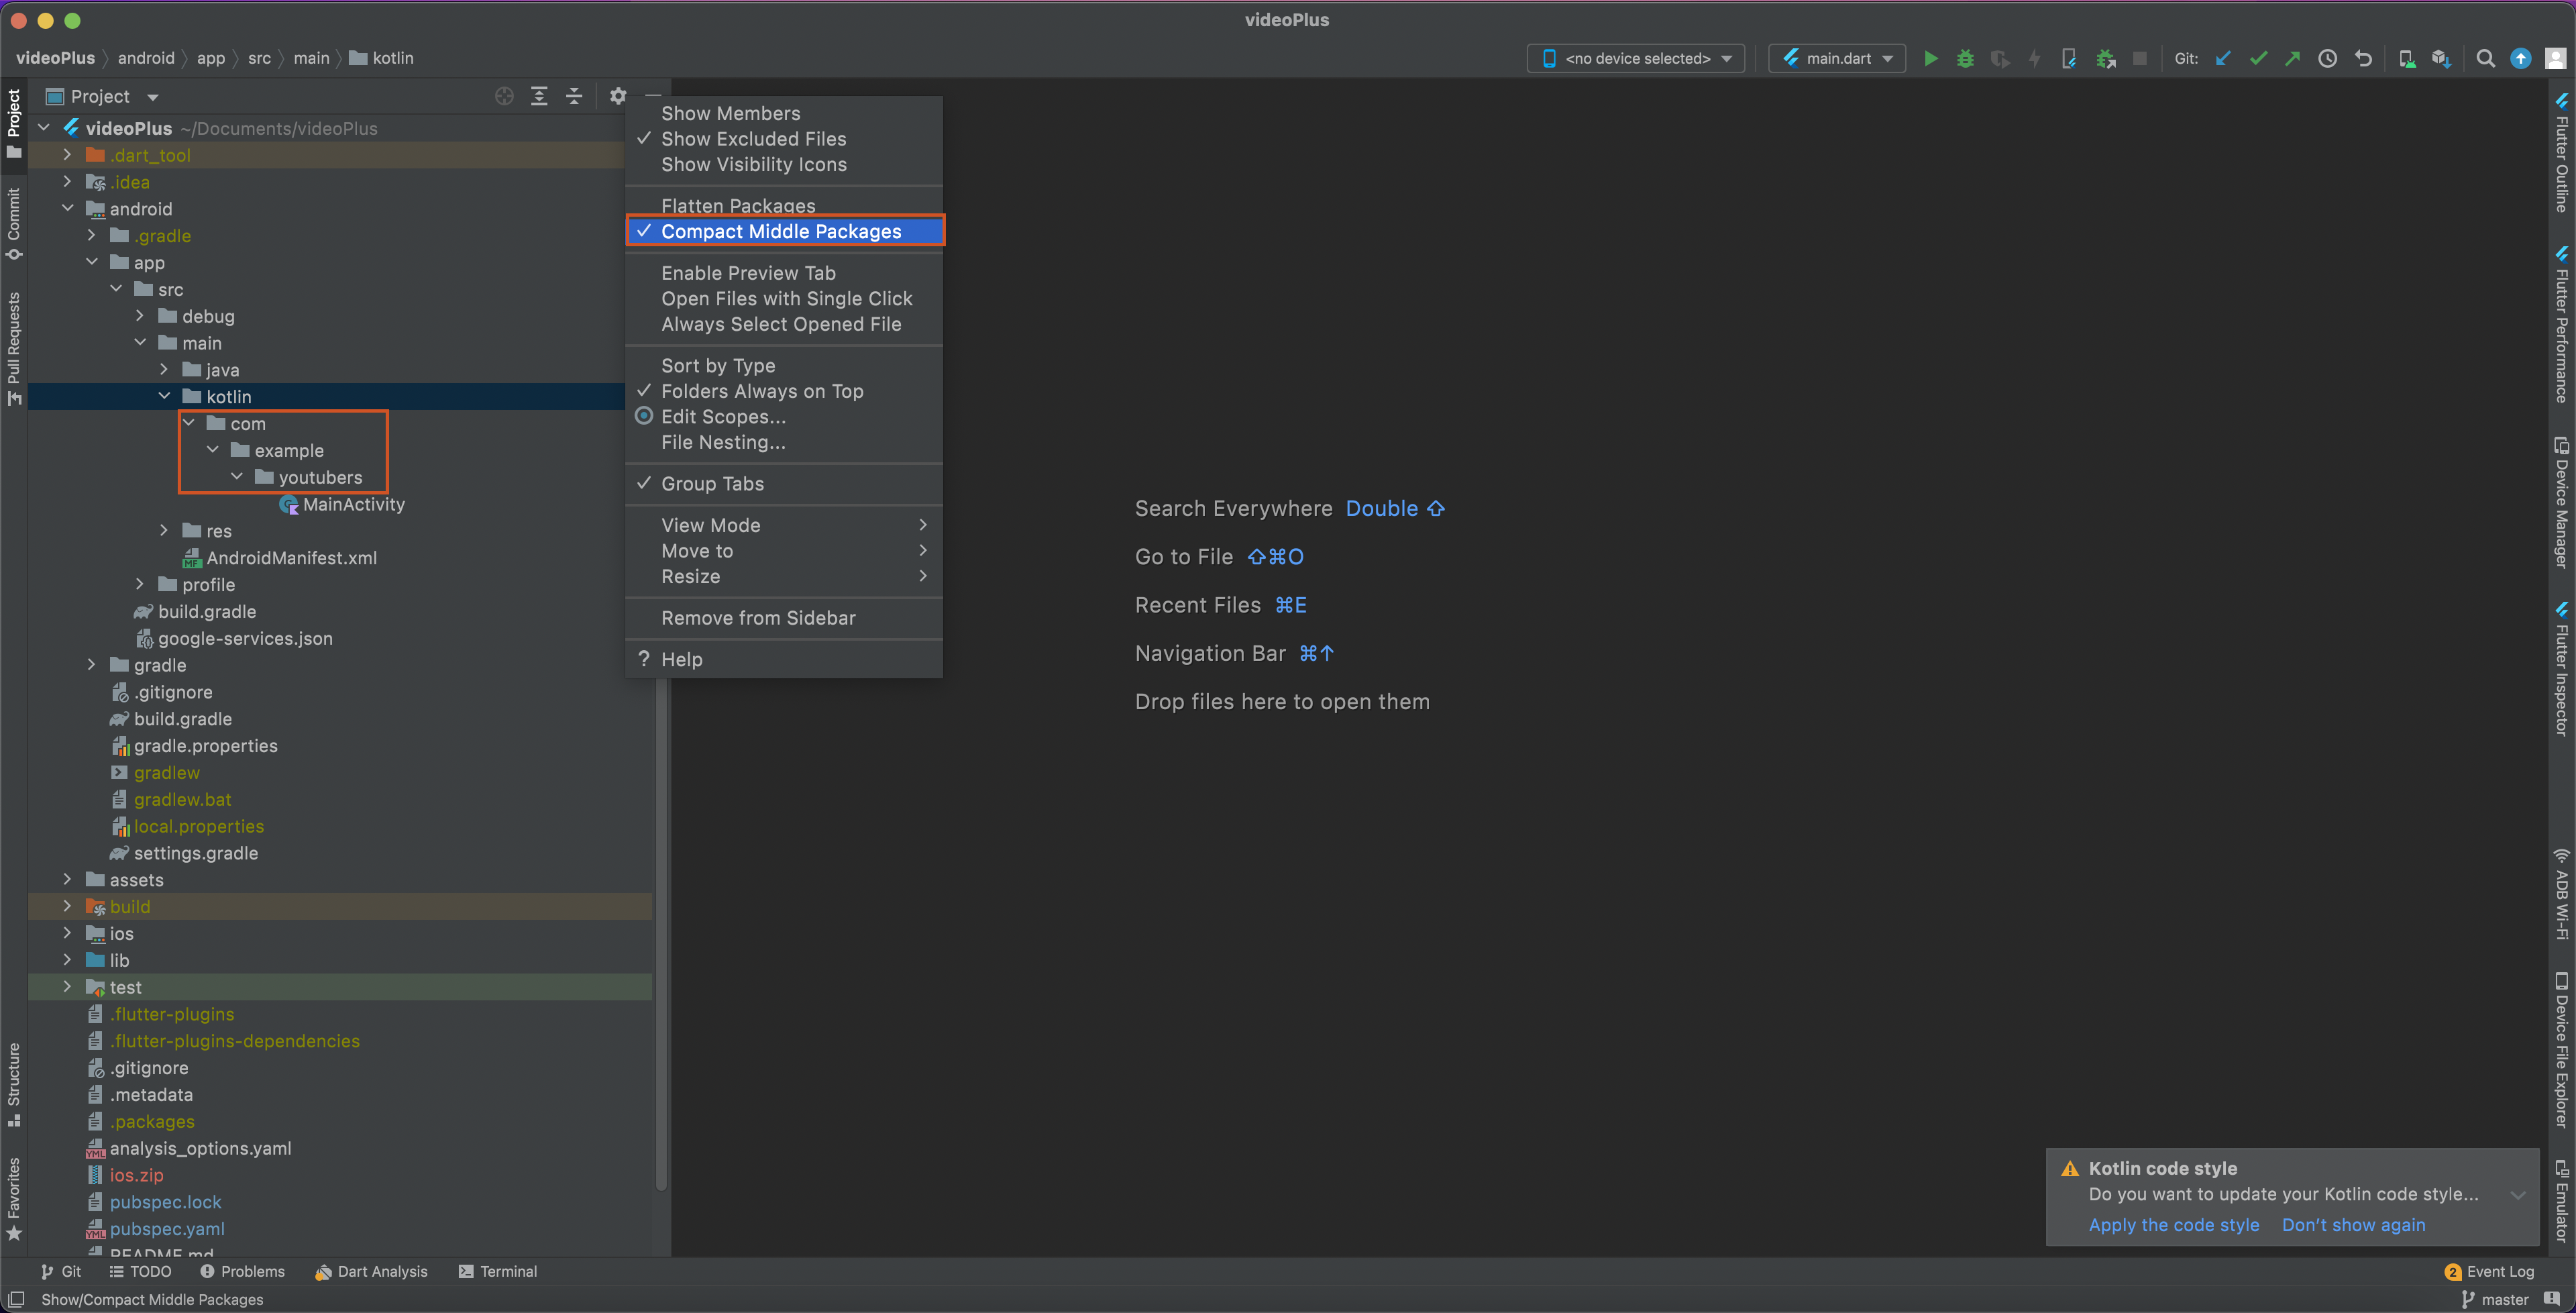 videoPlus
videoPlus android app src main kotlin
<no device selected> main.dart Git:
Project
videoPlus ~/Documents/videoPlus
.dart_tool
.idea
android
.gradle
app
src
debug
main
java
kotlin
com
example
youtubers
MainActivity
res
AndroidManifest.xml
profile
build.gradle
google-services.json
gradle
.gitignore
build.gradle
gradle.properties
gradlew
gradlew.bat
local.properties
settings.gradle
assets
build
ios
lib
test
.flutter-plugins
.flutter-plugins-dependencies
.gitignore
.metadata
.packages
analysis_options.yaml
ios.zip
pubspec.lock
pubspec.yaml
README.md
Show Members
Show Excluded Files
Show Visibility Icons
Flatten Packages
Compact Middle Packages
Enable Preview Tab
Open Files with Single Click
Always Select Opened File
Sort by Type
Folders Always on Top
Edit Scopes...
File Nesting...
Group Tabs
View Mode
Move to
Resize
Remove from Sidebar
? Help
Search Everywhere Double ⇧
Go to File ⇧⌘O
Recent Files ⌘E
Navigation Bar ⌘↑
Drop files here to open them
Kotlin code style
Do you want to update your Kotlin code style...
Apply the code style Don't show again
Project
Commit
Pull Requests
Structure
Favorites
Flutter Outline
Flutter Performance
Device Manager
Flutter Inspector
ADB Wi-Fi
Device File Explorer
Emulator
Git TODO Problems Dart Analysis Terminal
2 Event Log
Show/Compact Middle Packages
master